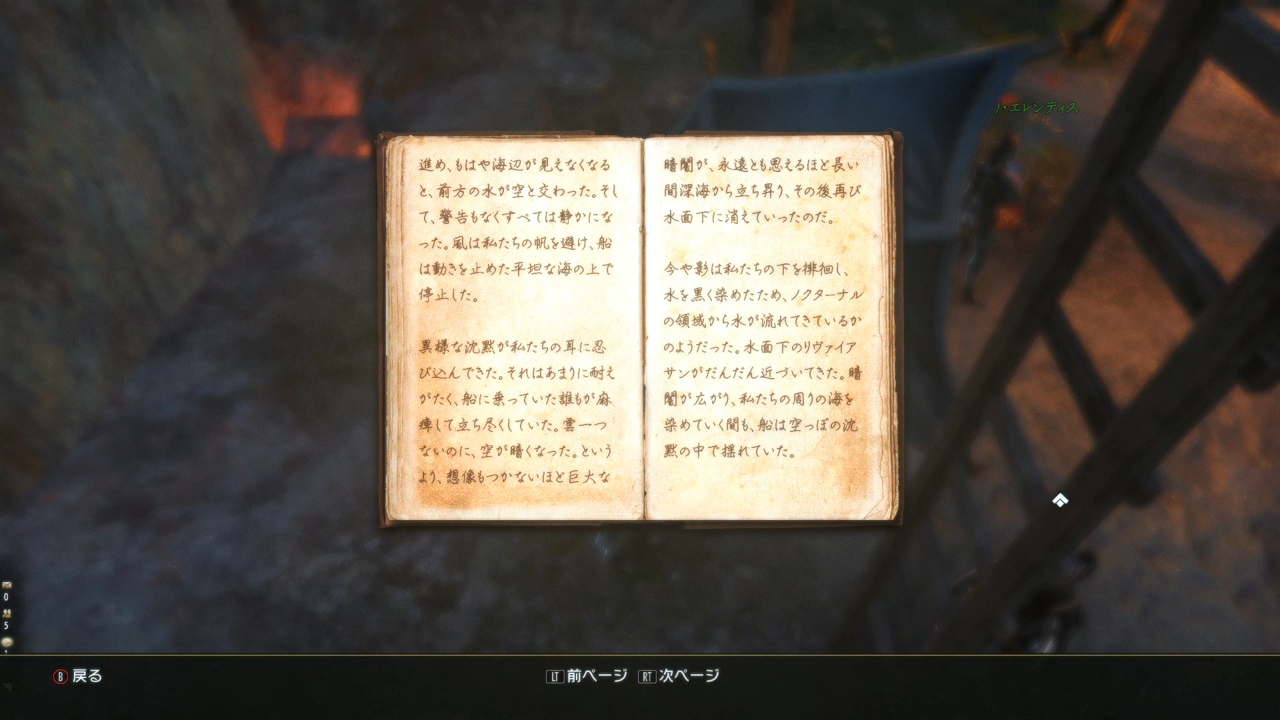 ノ・エレンディス
進め、もはや海辺が見えなくなる
と、前方の水が空と交わった。そし
て、警告もなくすべては静かにな
った。風は私たちの帆を避け、船
は動きを止めた平坦な海の上で
停止した。
異様な沈黙が私たちの耳に忍
び込んできた。それはあまりに耐え
がたく、船に乗っていた誰もが麻
痺して立ち尽くしていた。雲一つ
ないのに、空が暗くなった。という
より、想像もつかないほど巨大な
暗闇が、永遠とも思えるほど長い
間深海から立ち昇り、その後再び
水面下に消えていったのだ。
今や影は私たちの下を徘徊し、
水を黒く染めたため、ノクターナル
の領域から水が流れてきているか
のようだった。水面下のリヴァイア
サンがだんだん近づいてきた。暗
闇が広がり、私たちの周りの海を
染めていく間も、船は空っぽの沈
黙の中で揺れていた。
0
5
B 戻る
LT 前ページ RT 次ページ